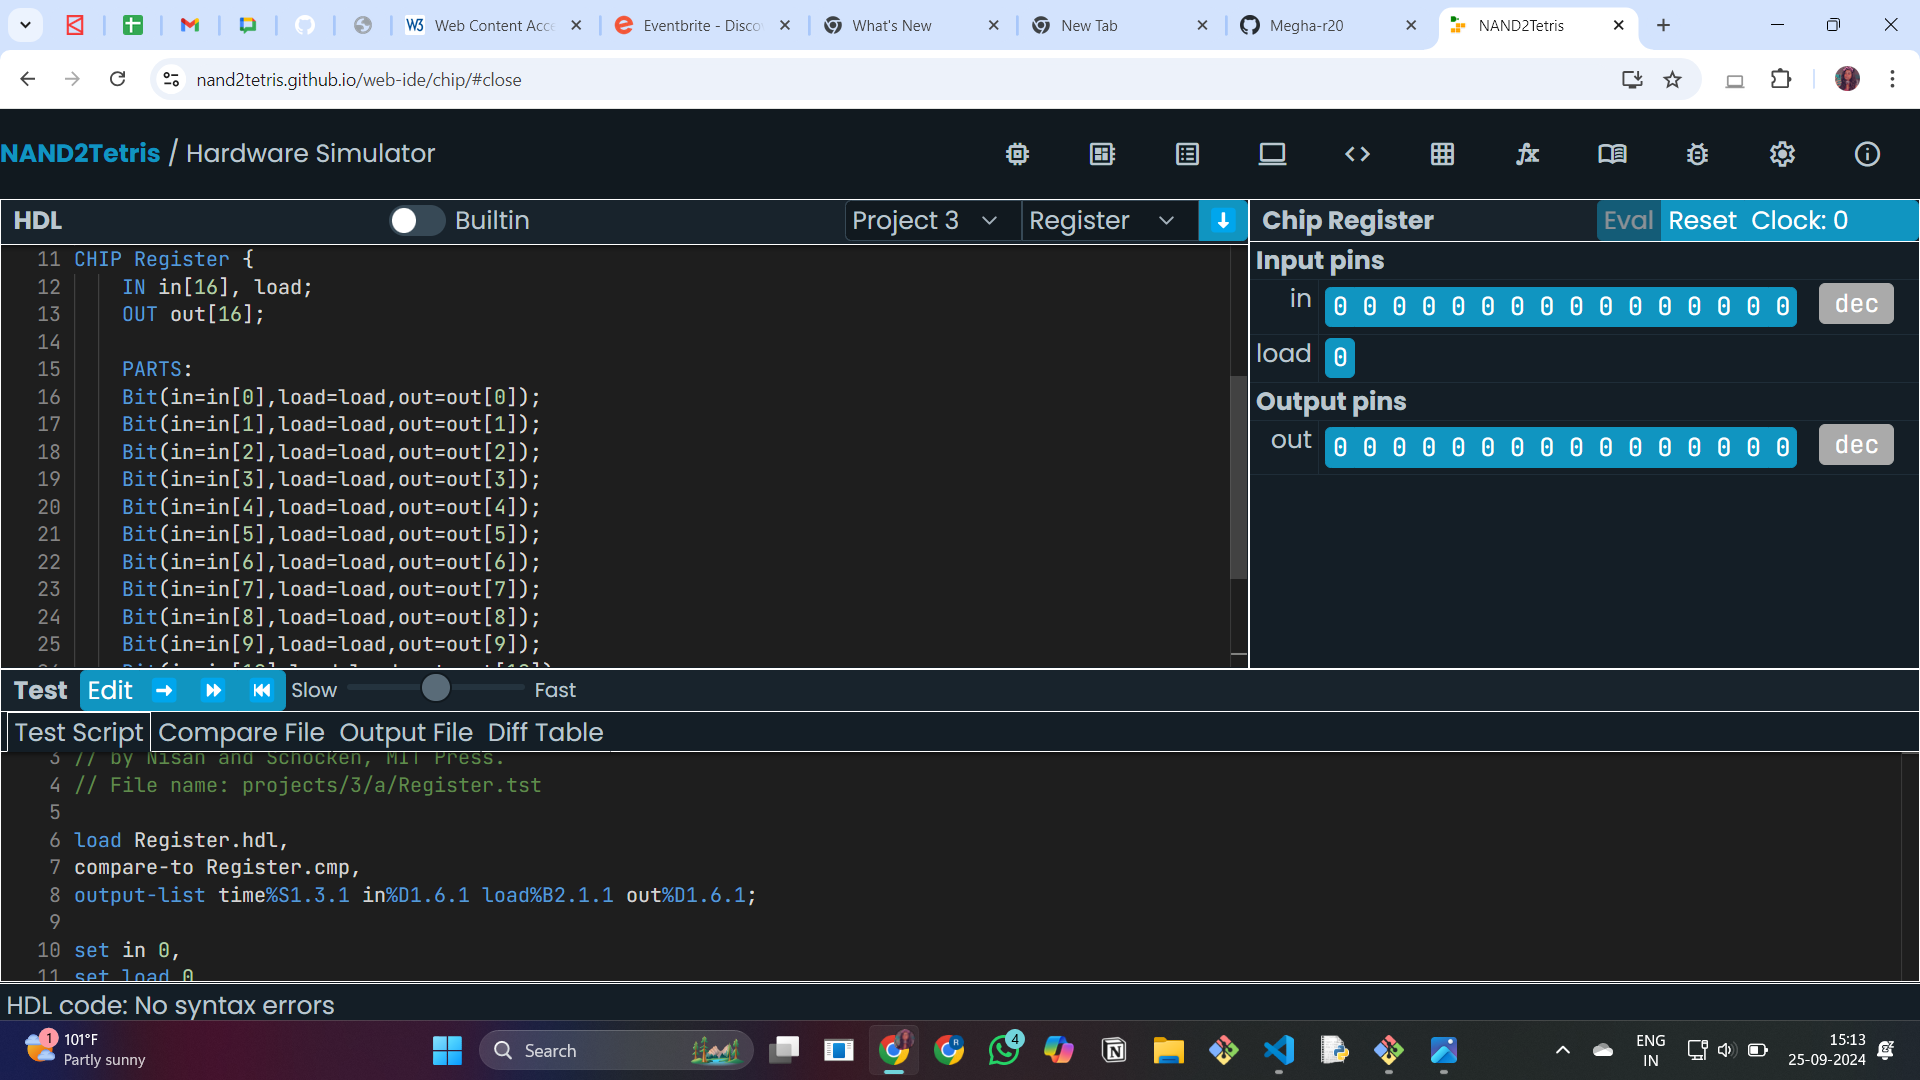 Web Content Acce
Eventbrite - Disco
What's New
New Tab
Megha-r20
NAND2Tetris
nand2tetris.github.io/web-ide/chip/#close
NAND2Tetris / Hardware Simulator
HDL
Builtin
Project 3
Register
Chip Register
Eval
Reset
Clock: 0
11 CHIP Register {
12 IN in[16], load;
13 OUT out[16];
14
15 PARTS:
16 Bit(in=in[0],load=load,out=out[0]);
17 Bit(in=in[1],load=load,out=out[1]);
18 Bit(in=in[2],load=load,out=out[2]);
19 Bit(in=in[3],load=load,out=out[3]);
20 Bit(in=in[4],load=load,out=out[4]);
21 Bit(in=in[5],load=load,out=out[5]);
22 Bit(in=in[6],load=load,out=out[6]);
23 Bit(in=in[7],load=load,out=out[7]);
24 Bit(in=in[8],load=load,out=out[8]);
25 Bit(in=in[9],load=load,out=out[9]);
Input pins
in 0 0 0 0 0 0 0 0 0 0 0 0 0 0 0 0 dec
load 0
Output pins
out 0 0 0 0 0 0 0 0 0 0 0 0 0 0 0 0 dec
Test Edit Slow Fast
Test Script Compare File Output File Diff Table
3 // by Nisan and Schocken, MIT Press.
4 // File name: projects/3/a/Register.tst
5
6 load Register.hdl,
7 compare-to Register.cmp,
8 output-list time%S1.3.1 in%D1.6.1 load%B2.1.1 out%D1.6.1;
9
10 set in 0,
11 set load 0
HDL code: No syntax errors
1
101°F
Partly sunny
Search
4
ENG
IN
15:13
25-09-2024